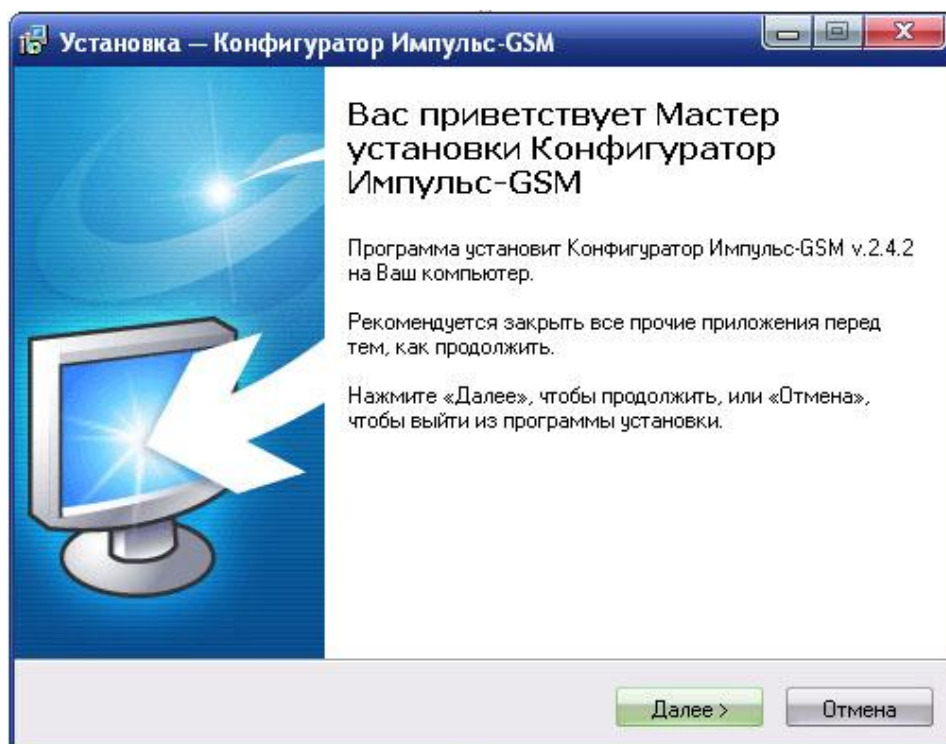 Установка — Конфигуратор Импульс-GSM
Вас приветствует Мастер
установки Конфигуратор
Импульс-GSM
Программа установит Конфигуратор Импульс-GSM v.2.4.2
на Ваш компьютер.
Рекомендуется закрыть все прочие приложения перед
тем, как продолжить.
Нажмите «Далее», чтобы продолжить, или «Отмена»,
чтобы выйти из программы установки.
Далее >
Отмена